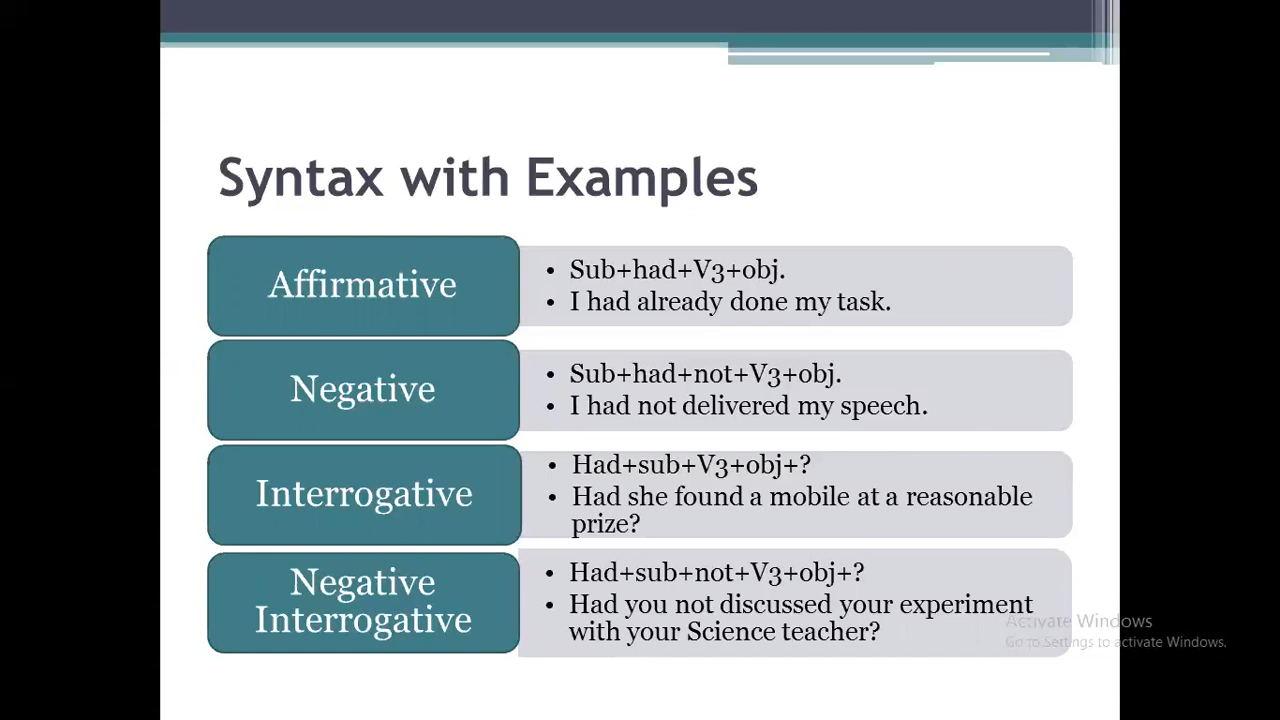 Syntax with Examples
Affirmative
• Sub+had+V3+obj.
• I had already done my task.
Negative
• Sub+had+not+V3+obj.
• I had not delivered my speech.
Interrogative
• Had+sub+V3+obj+?
• Had she found a mobile at a reasonable
prize?
Negative
Interrogative
• Had+sub+not+V3+obj+?
• Had you not discussed your experiment
with your Science teacher?
Activate Windows
Go to Settings to activate Windows.